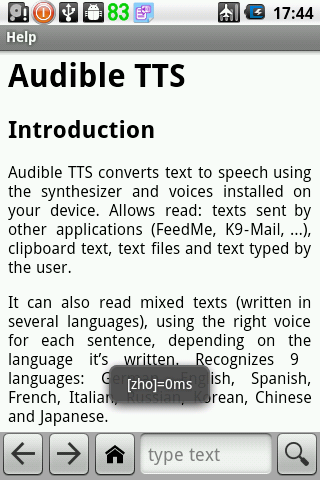 83
17:44
Help
Audible TTS
Introduction
Audible TTS converts text to speech using
the synthesizer and voices installed on
your device. Allows read: texts sent by
other applications (FeedMe, K9-Mail, ...),
clipboard text, text files and text typed by
the user.
It can also read mixed texts (written in
several languages), using the right voice
for each sentence, depending on the
language it's written. Recognizes 9
languages: German, English, Spanish,
French, Italian, Russian, Korean, Chinese
and Japanese.
[zho]=0ms
type text